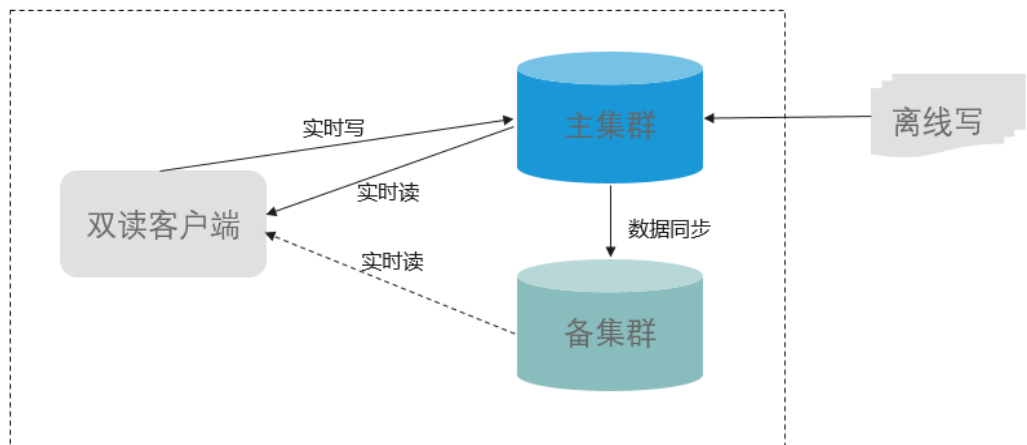 主集群
离线写
实时写
实时读
双读客户端
数据同步
实时读
备集群